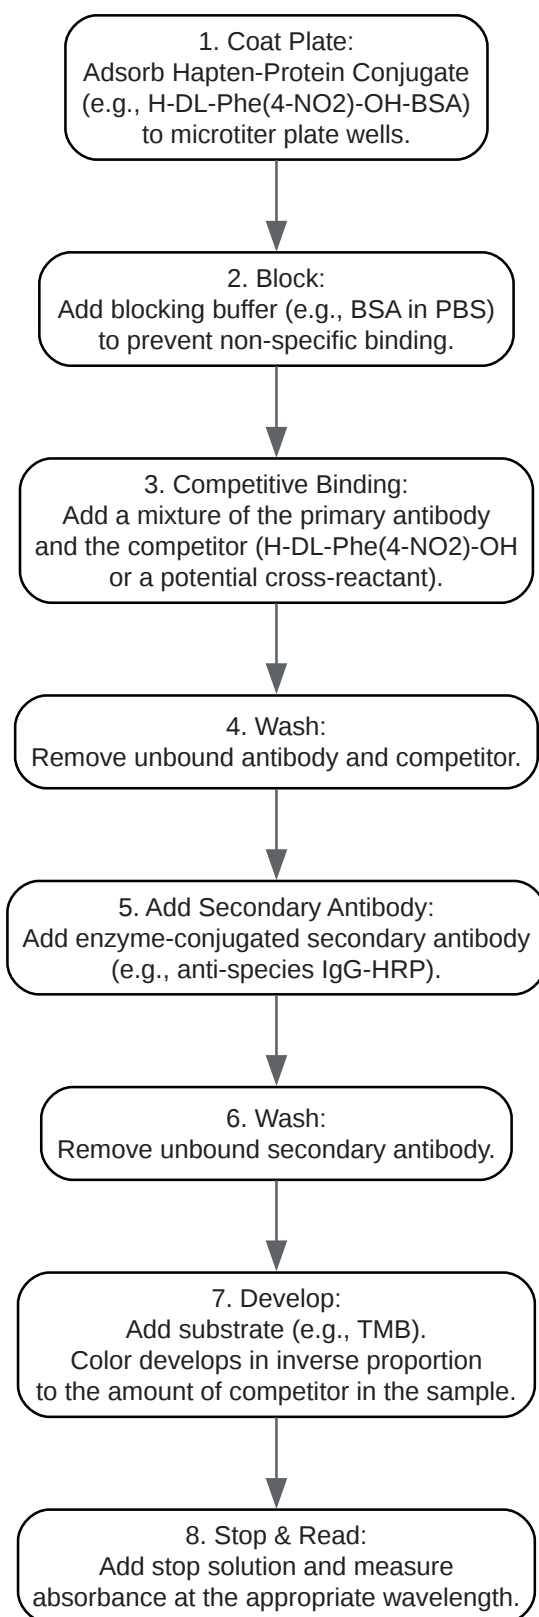 1. Coat Plate:
Adsorb Hapten-Protein Conjugate
(e.g., H-DL-Phe(4-NO2)-OH-BSA)
to microtiter plate wells.
2. Block:
Add blocking buffer (e.g., BSA in PBS)
to prevent non-specific binding.
3. Competitive Binding:
Add a mixture of the primary antibody
and the competitor (H-DL-Phe(4-NO2)-OH
or a potential cross-reactant).
4. Wash:
Remove unbound antibody and competitor.
5. Add Secondary Antibody:
Add enzyme-conjugated secondary antibody
(e.g., anti-species IgG-HRP).
6. Wash:
Remove unbound secondary antibody.
7. Develop:
Add substrate (e.g., TMB).
Color develops in inverse proportion
to the amount of competitor in the sample.
8. Stop & Read:
Add stop solution and measure
absorbance at the appropriate wavelength.